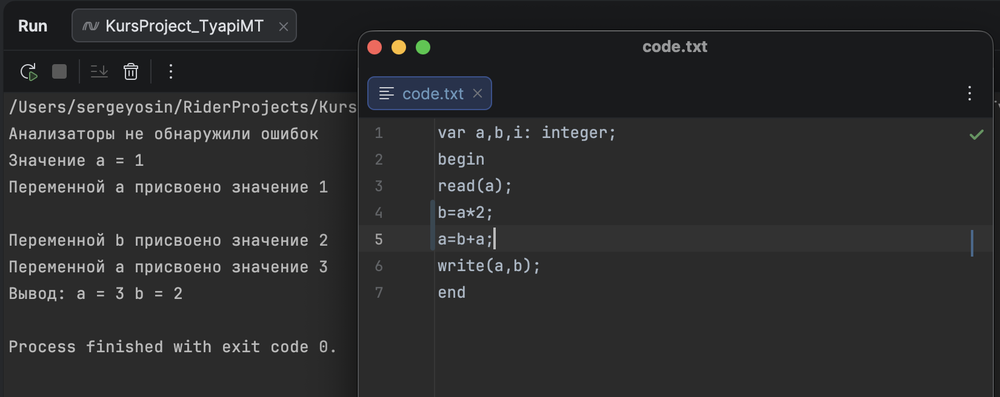 Run
KursProject_TyapiMT
/Users/sergeyosin/RiderProjects/Kurs
Анализаторы не обнаружили ошибок
Значение a = 1
Переменной a присвоено значение 1
Переменной b присвоено значение 2
Переменной a присвоено значение 3
Вывод: a = 3 b = 2
Process finished with exit code 0.
code.txt
code.txt
1 var a,b,i: integer;
2 begin
3 read(a);
4 b=a*2;
5 a=b+a;
6 write(a,b);
7 end